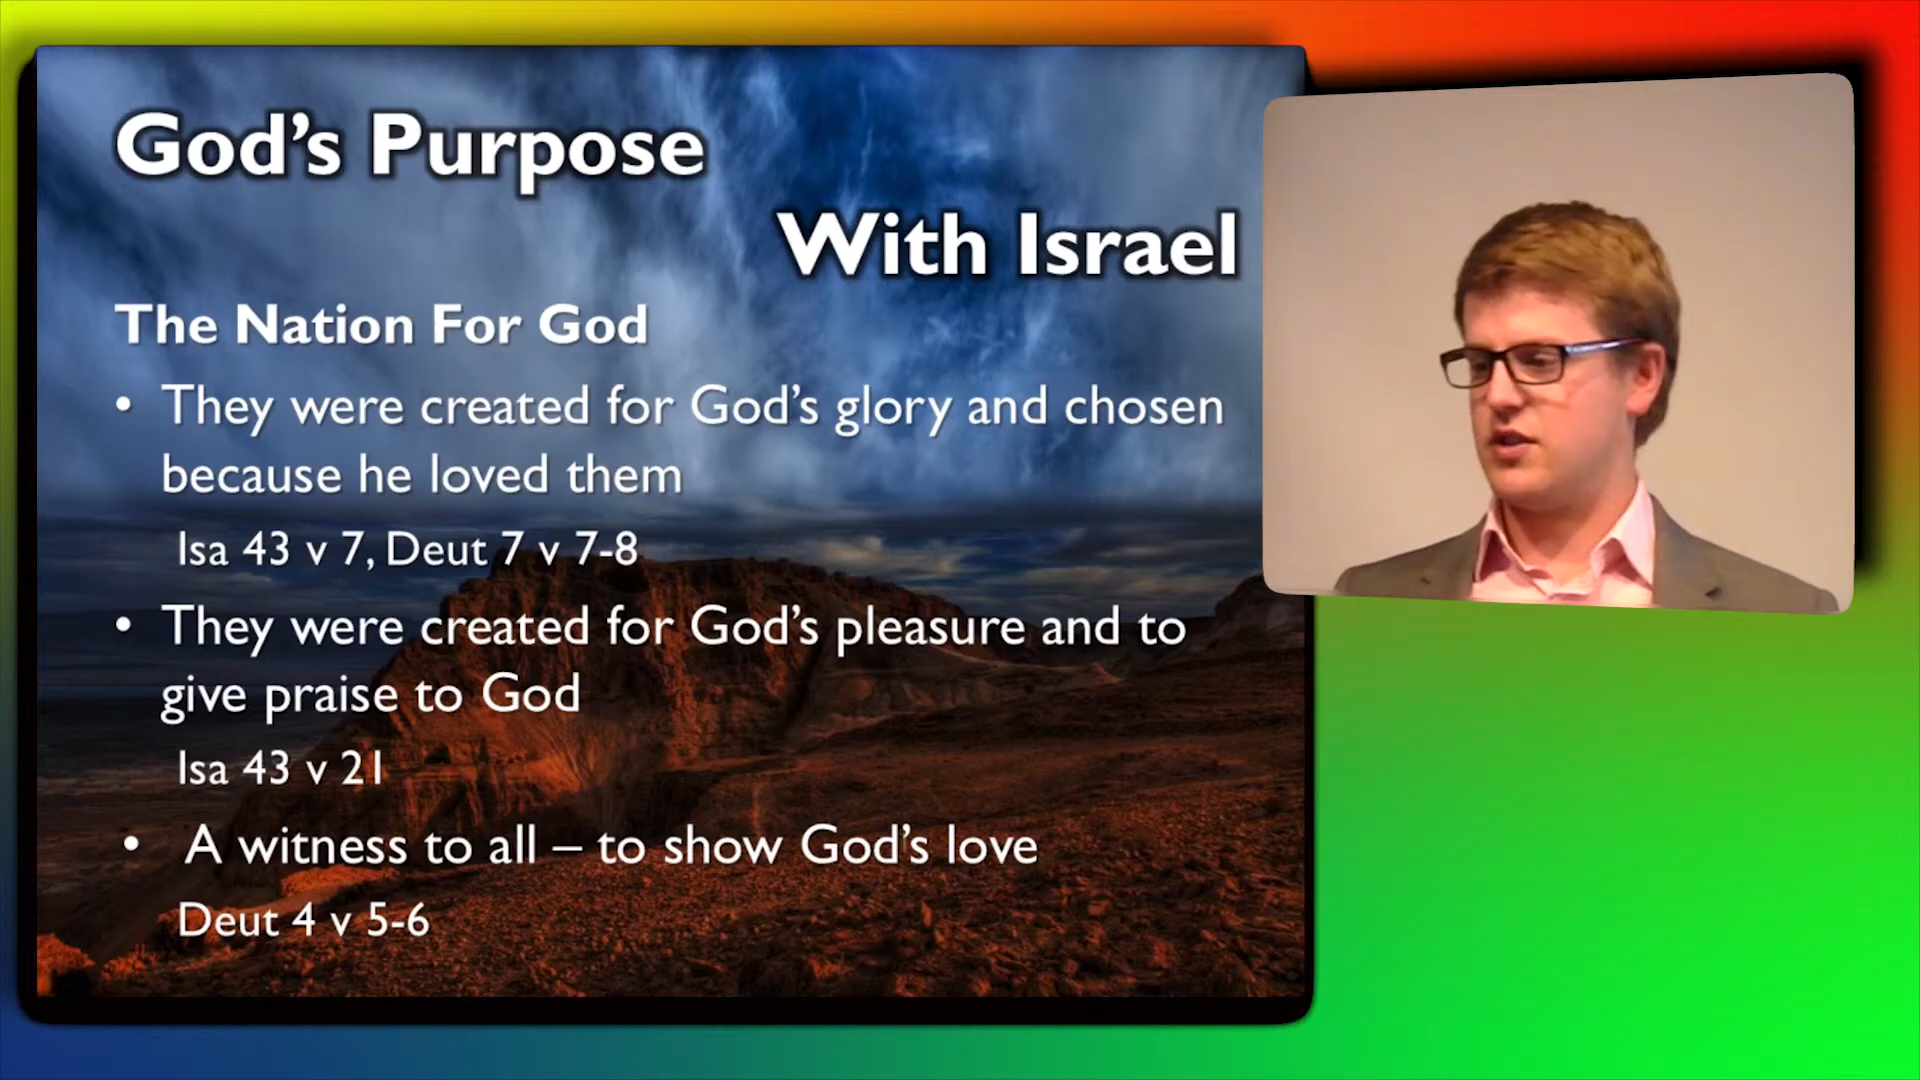 God’s Purpose
With Israel
The Nation For God
• They were created for God’s glory and chosen
because he loved them
Isa 43 v 7, Deut 7 v 7-8
• They were created for God’s pleasure and to
give praise to God
Isa 43 v 21
• A witness to all – to show God’s love
Deut 4 v 5-6